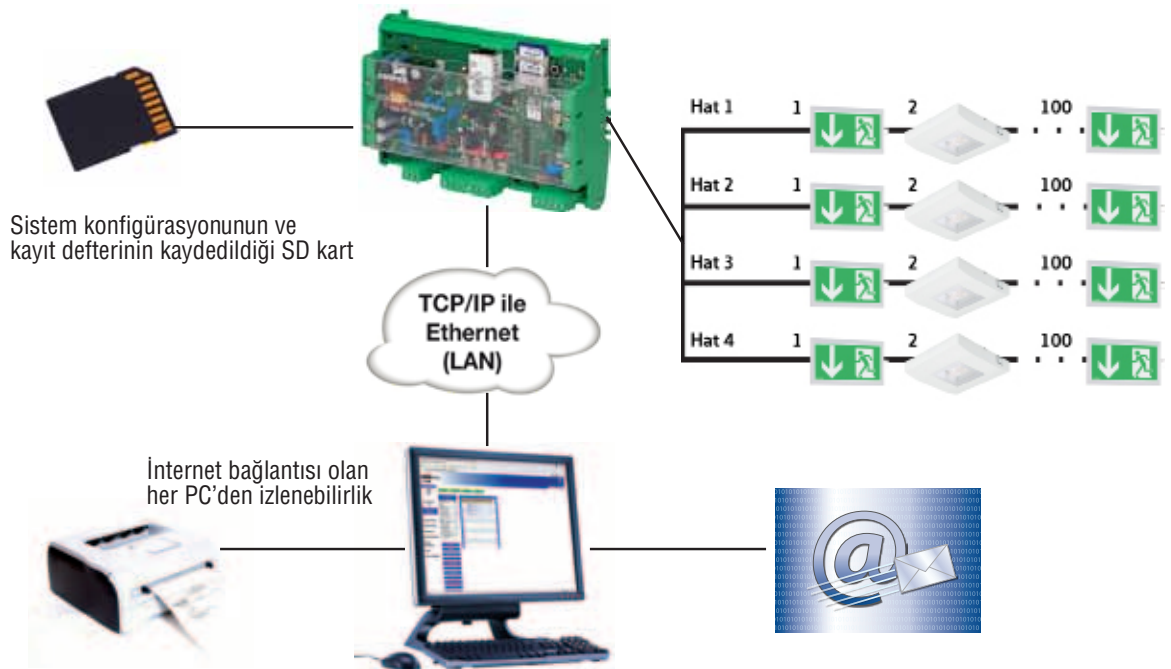 Hat 1 1 2 100
Hat 2 1 2 100
Hat 3 1 2 100
Hat 4 1 2 100
Sistem konfigürasyonunun ve
kayıt defterinin kaydedildiği SD kart
TCP/IP ile
Ethernet
(LAN)
İnternet bağlantısı olan
her PC’den izlenebilirlik
@